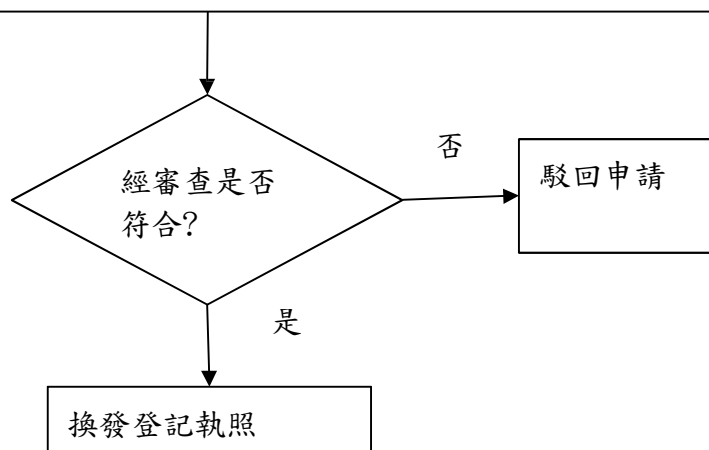 經審查是否
符合?
否
駁回申請
是
換發登記執照